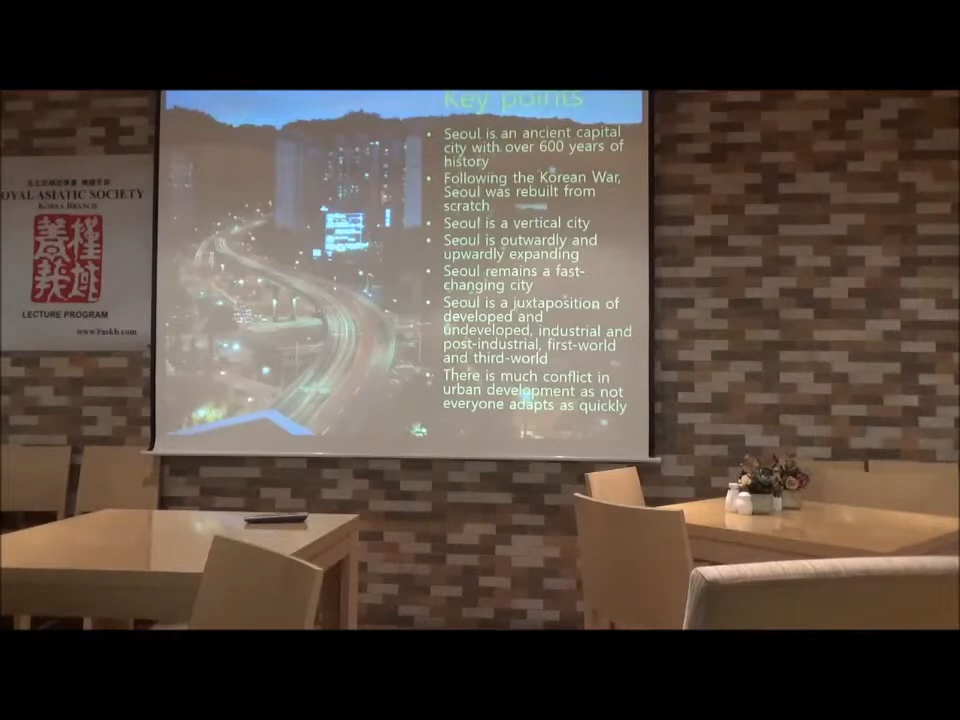 OYAL ASIATIC SOCIETY
KOREA BRANCH
LECTURE PROGRAM
www.raskb.com
Key points
• Seoul is an ancient capital
city with over 600 years of
history
• Following the Korean War,
Seoul was rebuilt from
scratch
• Seoul is a vertical city
• Seoul is outwardly and
upwardly expanding
• Seoul remains a fast-
changing city
• Seoul is a juxtaposition of
developed and
undeveloped, industrial and
post-industrial, first-world
and third-world
• There is much conflict in
urban development as not
everyone adapts as quickly